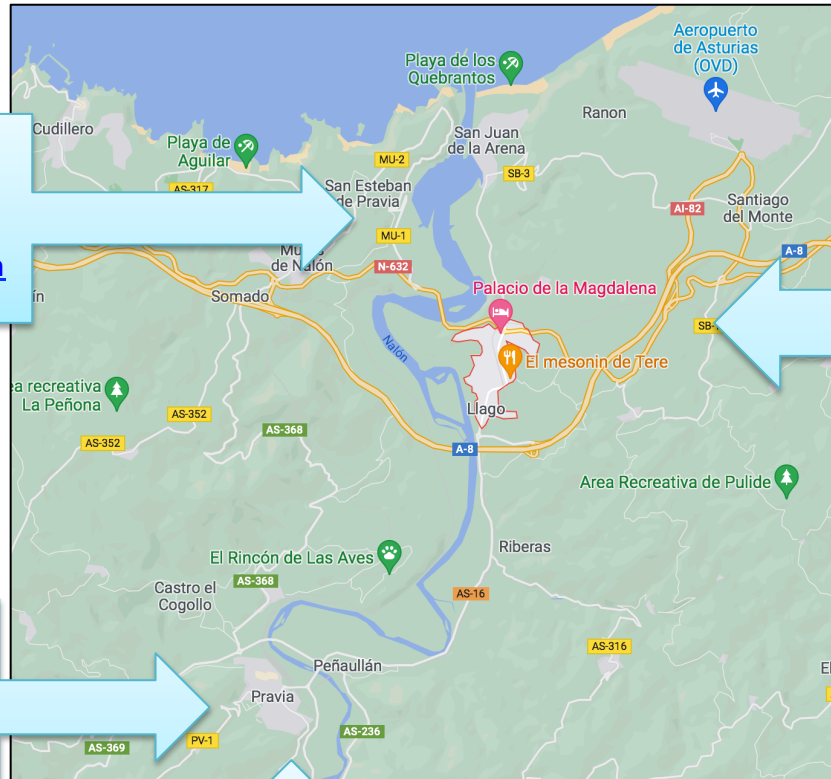 Aeropuerto
de Asturias
(OVD)
Playa de los
Quebrantos
Ranon
Cudillero
San Juan
de la Arena
Playa de
Aguilar
MU-2
SB-3
AS-317
San Esteban
de Pravia
AI-82
Santiago
del Monte
MU-1
A-8
de Nalón
N-632
Somado
Palacio de la Magdalena
Nalón
El mesonin de Tere
recreativa
La Peñona
AS-352
Llago
AS-368
AS-352
A-8
Area Recreativa de Pulide
Riberas
El Rincón de Las Aves
AS-368
Castro el
Cogollo
AS-16
AS-316
Peñaullán
Pravia
AS-236
PV-1
AS-369